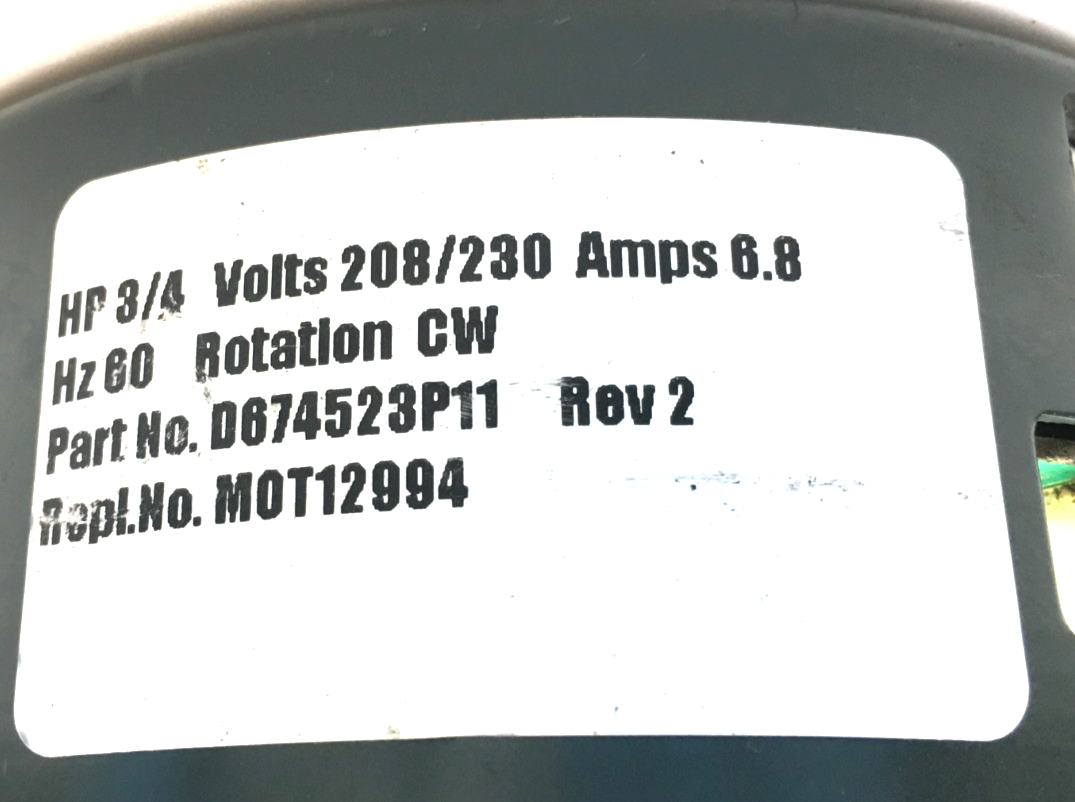 HP 3/4 Volts 208/230 Amps 6.8
Hz 60 Rotation CW
Part No. D674523P11 Rev 2
Repl.No. MOT12994